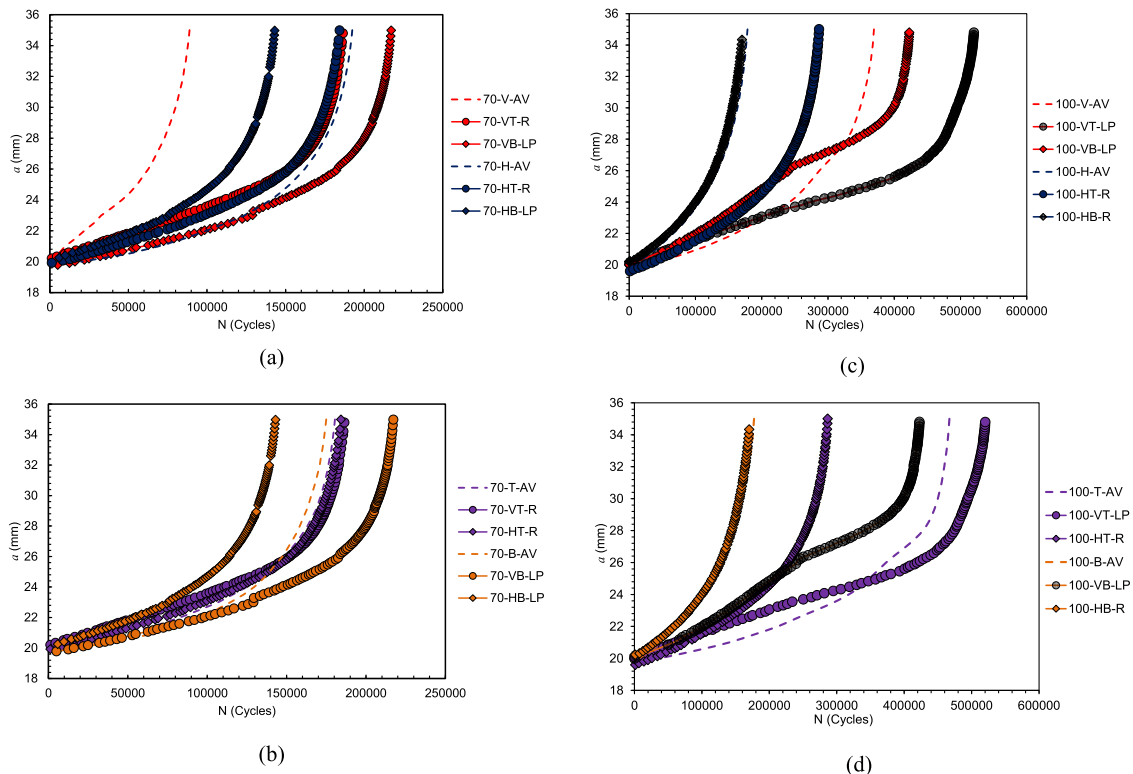 36
34
32
30
28
26
24
22
20
18
a (mm)
0
50000
100000
150000
200000
250000
N (Cycles)
70-V-AV
70-VT-R
70-VB-LP
70-H-AV
70-HT-R
70-HB-LP
(a)
36
34
32
30
28
26
24
22
20
18
a (mm)
0
100000
200000
300000
400000
500000
600000
N (Cycles)
100-V-AV
100-VT-LP
100-VB-LP
100-H-AV
100-HT-R
100-HB-R
(c)
36
34
32
30
28
26
24
22
20
18
a (mm)
0
50000
100000
150000
200000
250000
N (Cycles)
70-T-AV
70-VT-R
70-HT-R
70-B-AV
70-VB-LP
70-HB-LP
(b)
36
34
32
30
28
26
24
22
20
18
a (mm)
0
100000
200000
300000
400000
500000
600000
N (Cycles)
100-T-AV
100-VT-LP
100-HT-R
100-B-AV
100-VB-LP
100-HB-R
(d)